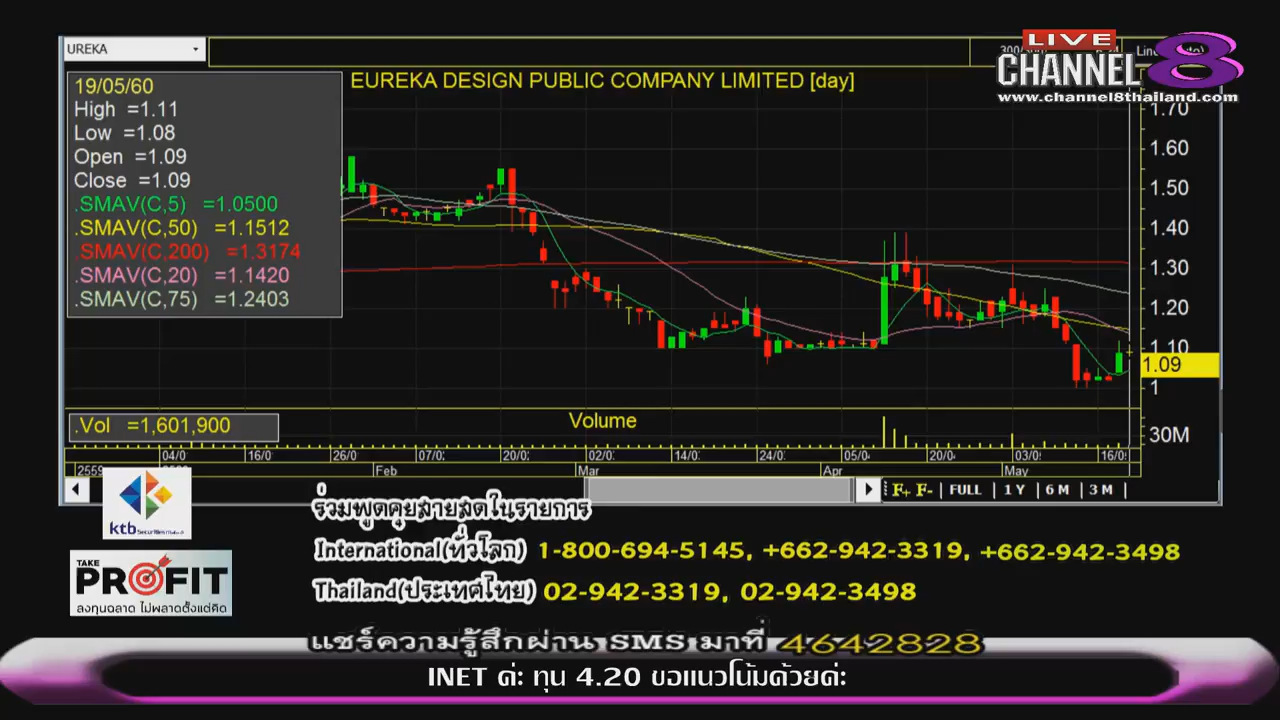 UREKA
LIVE
CHANNEL 8
www.channel8thailand.com
EUREKA DESIGN PUBLIC COMPANY LIMITED [day]
19/05/60
High =1.11
Low =1.08
Open =1.09
Close =1.09
.SMAV(C,5) =1.0500
.SMAV(C,50) =1.1512
.SMAV(C,200) =1.3174
.SMAV(C,20) =1.1420
.SMAV(C,75) =1.2403
1.70
1.60
1.50
1.40
1.30
1.20
1.10
1.09
1
.Vol =1,601,900
Volume
30M
04/0 16/0 26/0 07/0 20/0 02/0 14/0 24/0 05/0 20/0 03/0 16/0
2559 Feb Mar Apr May
F+ F- FULL 1 Y 6 M 3 M
0
ktb
ร่วมพูดคุยสายสดในรายการ
International(ทั่วโลก) 1-800-694-5145, +662-942-3319, +662-942-3498
TAKE PROFIT
ลงทุนฉลาด ไม่พลาดตั้งแต่คิด
Thailand(ประเทศไทย) 02-942-3319, 02-942-3498
แชร์ความรู้สึกผ่าน SMS มาที่ 4642828
INET ค่ะ ทุน 4.20 ขอแนวโน้มด้วยค่ะ